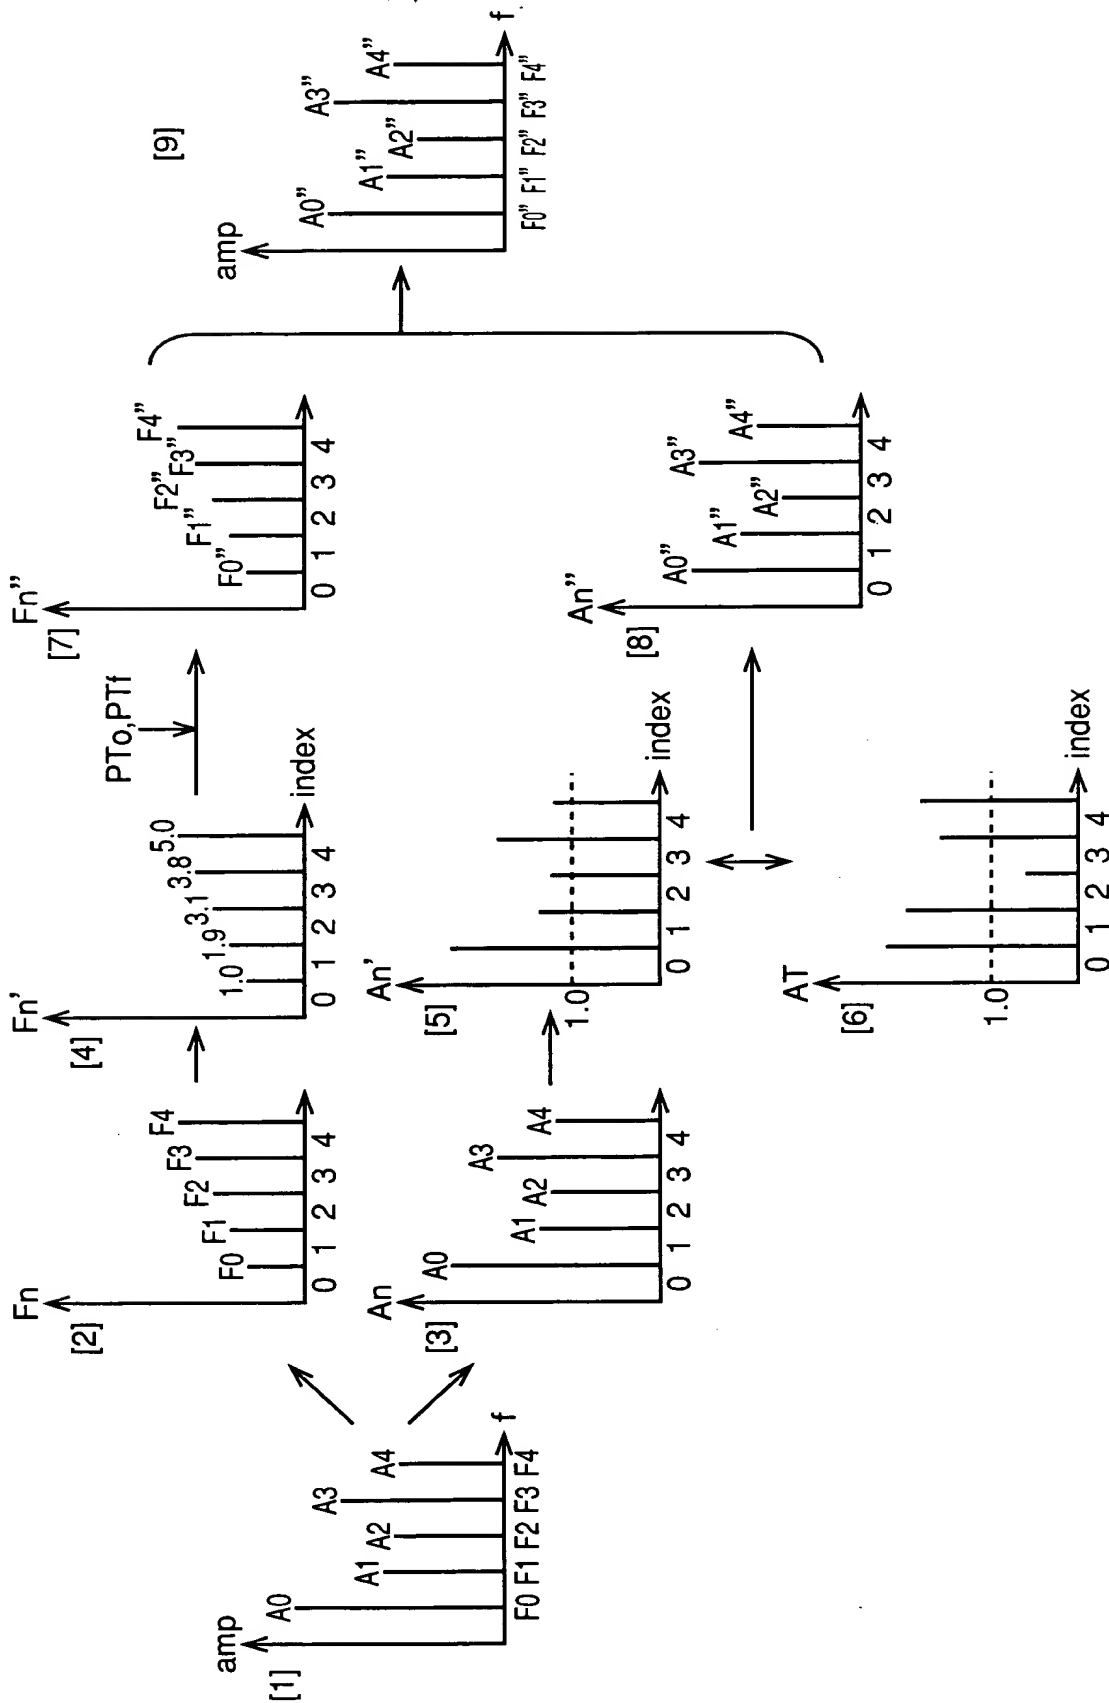 [1]
amp
A0
A1
A2
A3
A4
F0 F1 F2 F3 F4
f
[2]
Fn
F0
F1
F2
F3
F4
0 1 2 3 4
[3]
An
A0
A1
A2
A3
A4
0 1 2 3 4
[4]
Fn’
1.0
1.9
3.1
3.8
5.0
0 1 2 3 4
index
[5]
An’
1.0
0 1 2 3 4
index
[6]
AT
1.0
0 1 2 3 4
index
PTo,PTf
[7]
Fn”
F0”
F1”
F2”
F3”
F4”
0 1 2 3 4
[8]
An”
A0”
A1”
A2”
A3”
A4”
0 1 2 3 4
[9]
amp
A0”
A1”
A2”
A3”
A4”
F0” F1” F2” F3” F4”
f